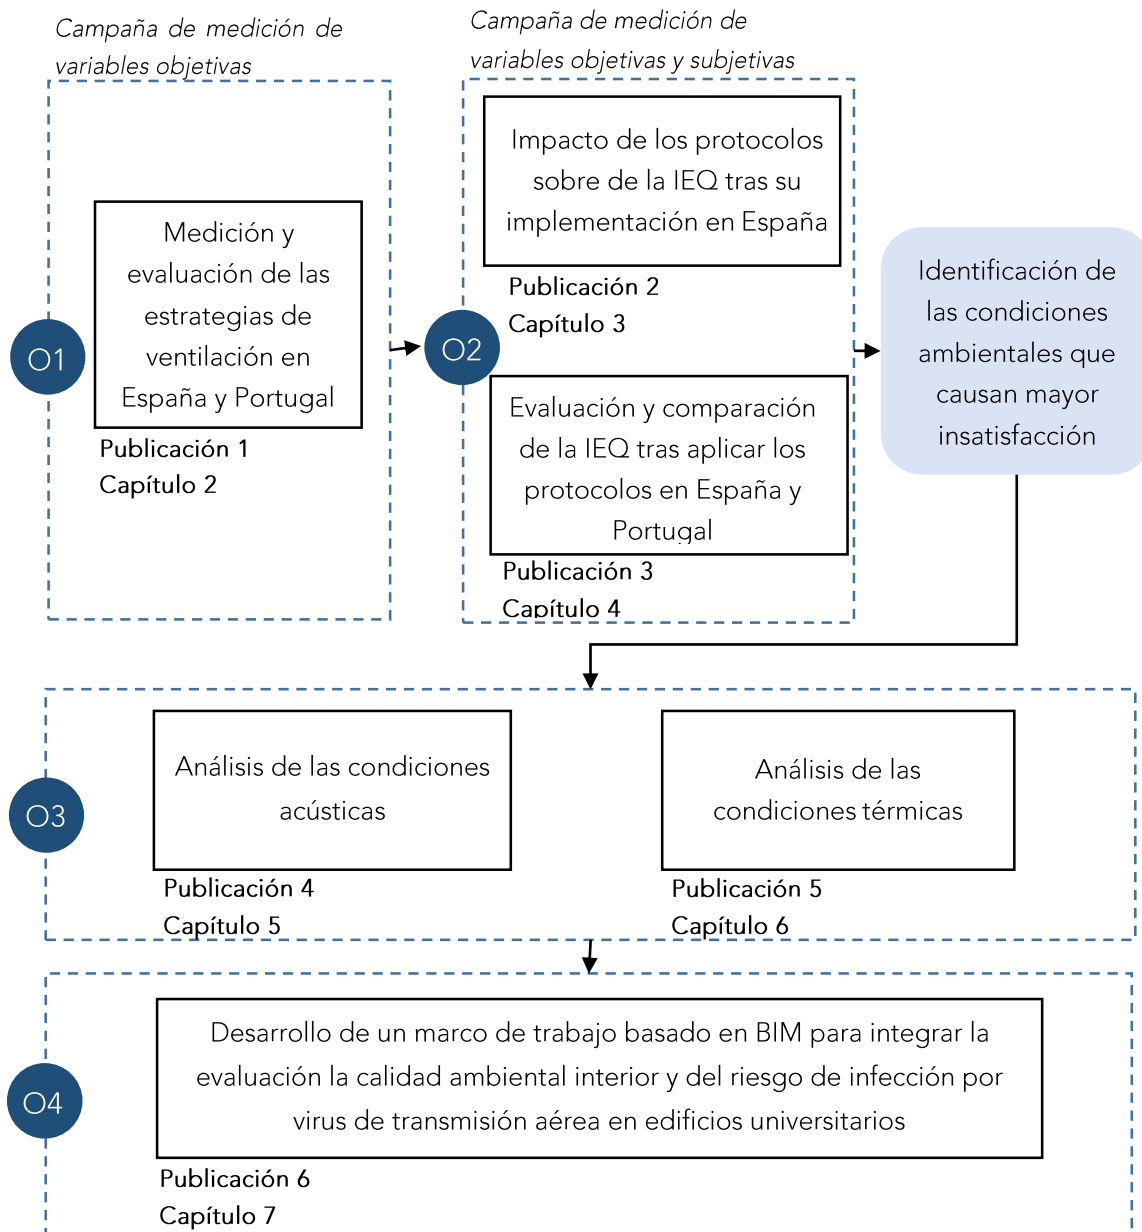 Campaña de medición de
variables objetivas
Campaña de medición de
variables objetivas y subjetivas
O1
Medición y
evaluación de las
estrategias de
ventilación en
España y Portugal
Publicación 1
Capítulo 2
O2
Impacto de los protocolos
sobre de la IEQ tras su
implementación en España
Publicación 2
Capítulo 3
Evaluación y comparación
de la IEQ tras aplicar los
protocolos en España y
Portugal
Publicación 3
Capítulo 4
Identificación de
las condiciones
ambientales que
causan mayor
insatisfacción
O3
Análisis de las condiciones
acústicas
Publicación 4
Capítulo 5
Análisis de las
condiciones térmicas
Publicación 5
Capítulo 6
O4
Desarrollo de un marco de trabajo basado en BIM para integrar la
evaluación la calidad ambiental interior y del riesgo de infección por
virus de transmisión aérea en edificios universitarios
Publicación 6
Capítulo 7